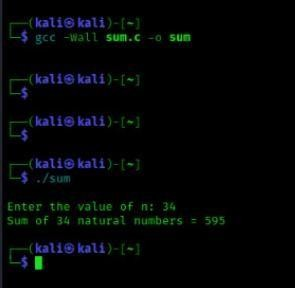 ┌──(kali㉿kali)-[~]
└─$ gcc -Wall sum.c -o sum
┌──(kali㉿kali)-[~]
└─$
┌──(kali㉿kali)-[~]
└─$
┌──(kali㉿kali)-[~]
└─$ ./sum
Enter the value of n: 34
Sum of 34 natural numbers = 595
┌──(kali㉿kali)-[~]
└─$